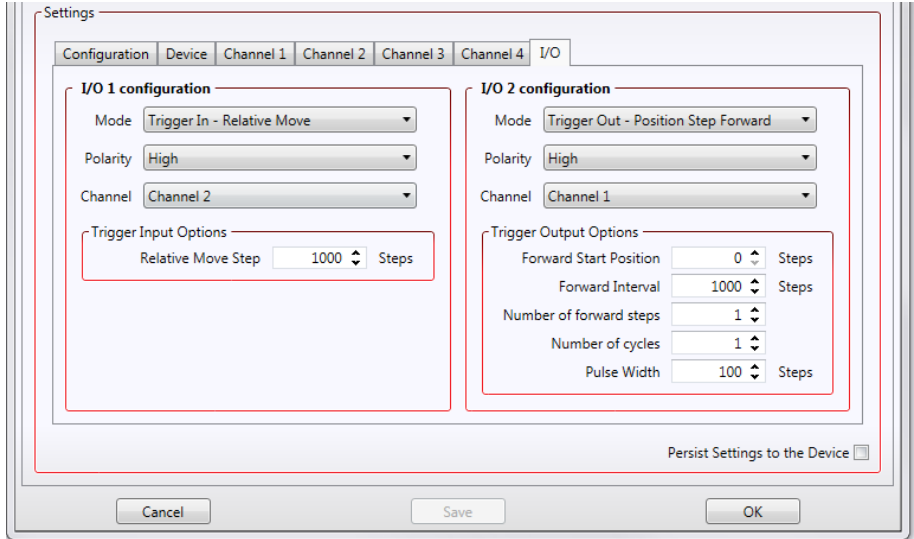 Settings
Configuration Device Channel 1 Channel 2 Channel 3 Channel 4 I/O
I/O 1 configuration
Mode Trigger In - Relative Move
Polarity High
Channel Channel 2
Trigger Input Options
Relative Move Step 1000 Steps
I/O 2 configuration
Mode Trigger Out - Position Step Forward
Polarity High
Channel Channel 1
Trigger Output Options
Forward Start Position 0 Steps
Forward Interval 1000 Steps
Number of forward steps 1
Number of cycles 1
Pulse Width 100 Steps
Persist Settings to the Device
Cancel Save OK